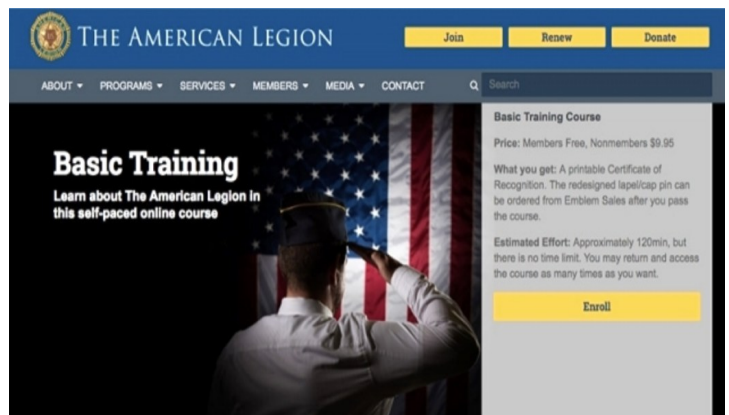 THE AMERICAN LEGION
Join
Renew
Donate
ABOUT
PROGRAMS
SERVICES
MEMBERS
MEDIA
CONTACT
Search
Basic Training
Learn about The American Legion in
this self-paced online course
Basic Training Course
Price: Members Free, Nonmembers $9.95
What you get: A printable Certificate of
Recognition. The redesigned lapel/cap pin can
be ordered from Emblem Sales after you pass
the course.
Estimated Effort: Approximately 120min, but
there is no time limit. You may return and access
the course as many times as you want.
Enroll